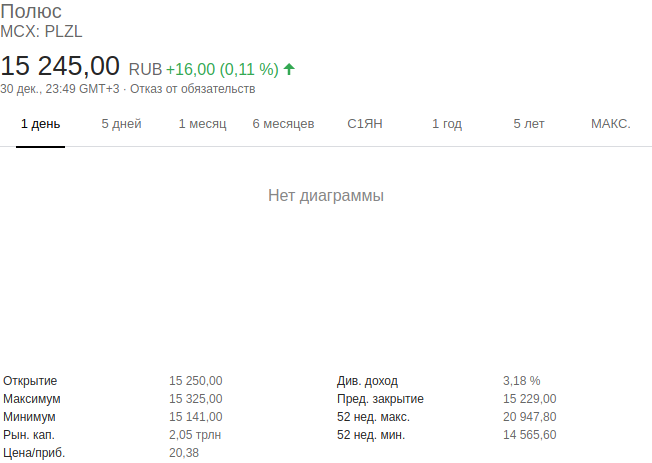 Полюс
MCX: PLZL
15 245,00 RUB +16,00 (0,11 %)
30 дек., 23:49 GMT+3 · Отказ от обязательств
1 день 5 дней 1 месяц 6 месяцев С1ЯН 1 год 5 лет МАКС.
Нет диаграммы
Открытие 15 250,00 Див. доход 3,18 %
Максимум 15 325,00 Пред. закрытие 15 229,00
Минимум 15 141,00 52 нед. макс. 20 947,80
Рын. кап. 2,05 трлн 52 нед. мин. 14 565,60
Цена/приб. 20,38